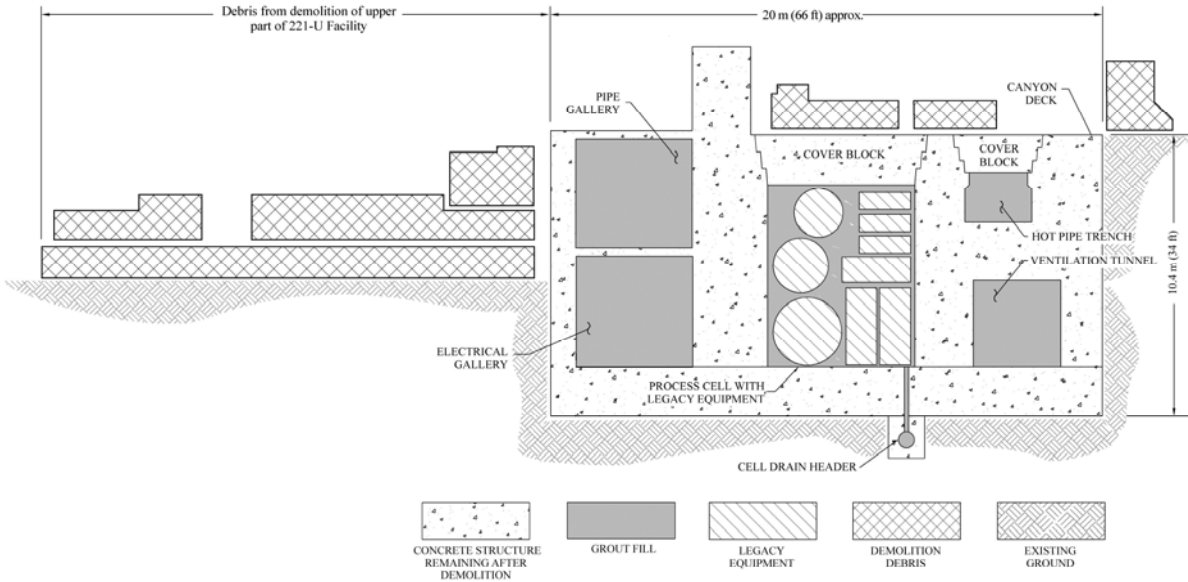 Debris from demolition of upper
part of 221-U Facility
20 m (66 ft) approx.
PIPE
GALLERY
CANYON
DECK
COVER BLOCK
COVER
BLOCK
HOT PIPE TRENCH
VENTILATION TUNNEL
10.4 m (34 ft)
ELECTRICAL
GALLERY
PROCESS CELL WITH
LEGACY EQUIPMENT
CELL DRAIN HEADER
CONCRETE STRUCTURE
REMAINING AFTER
DEMOLITION
GROUT FILL
LEGACY
EQUIPMENT
DEMOLITION
DEBRIS
EXISTING
GROUND